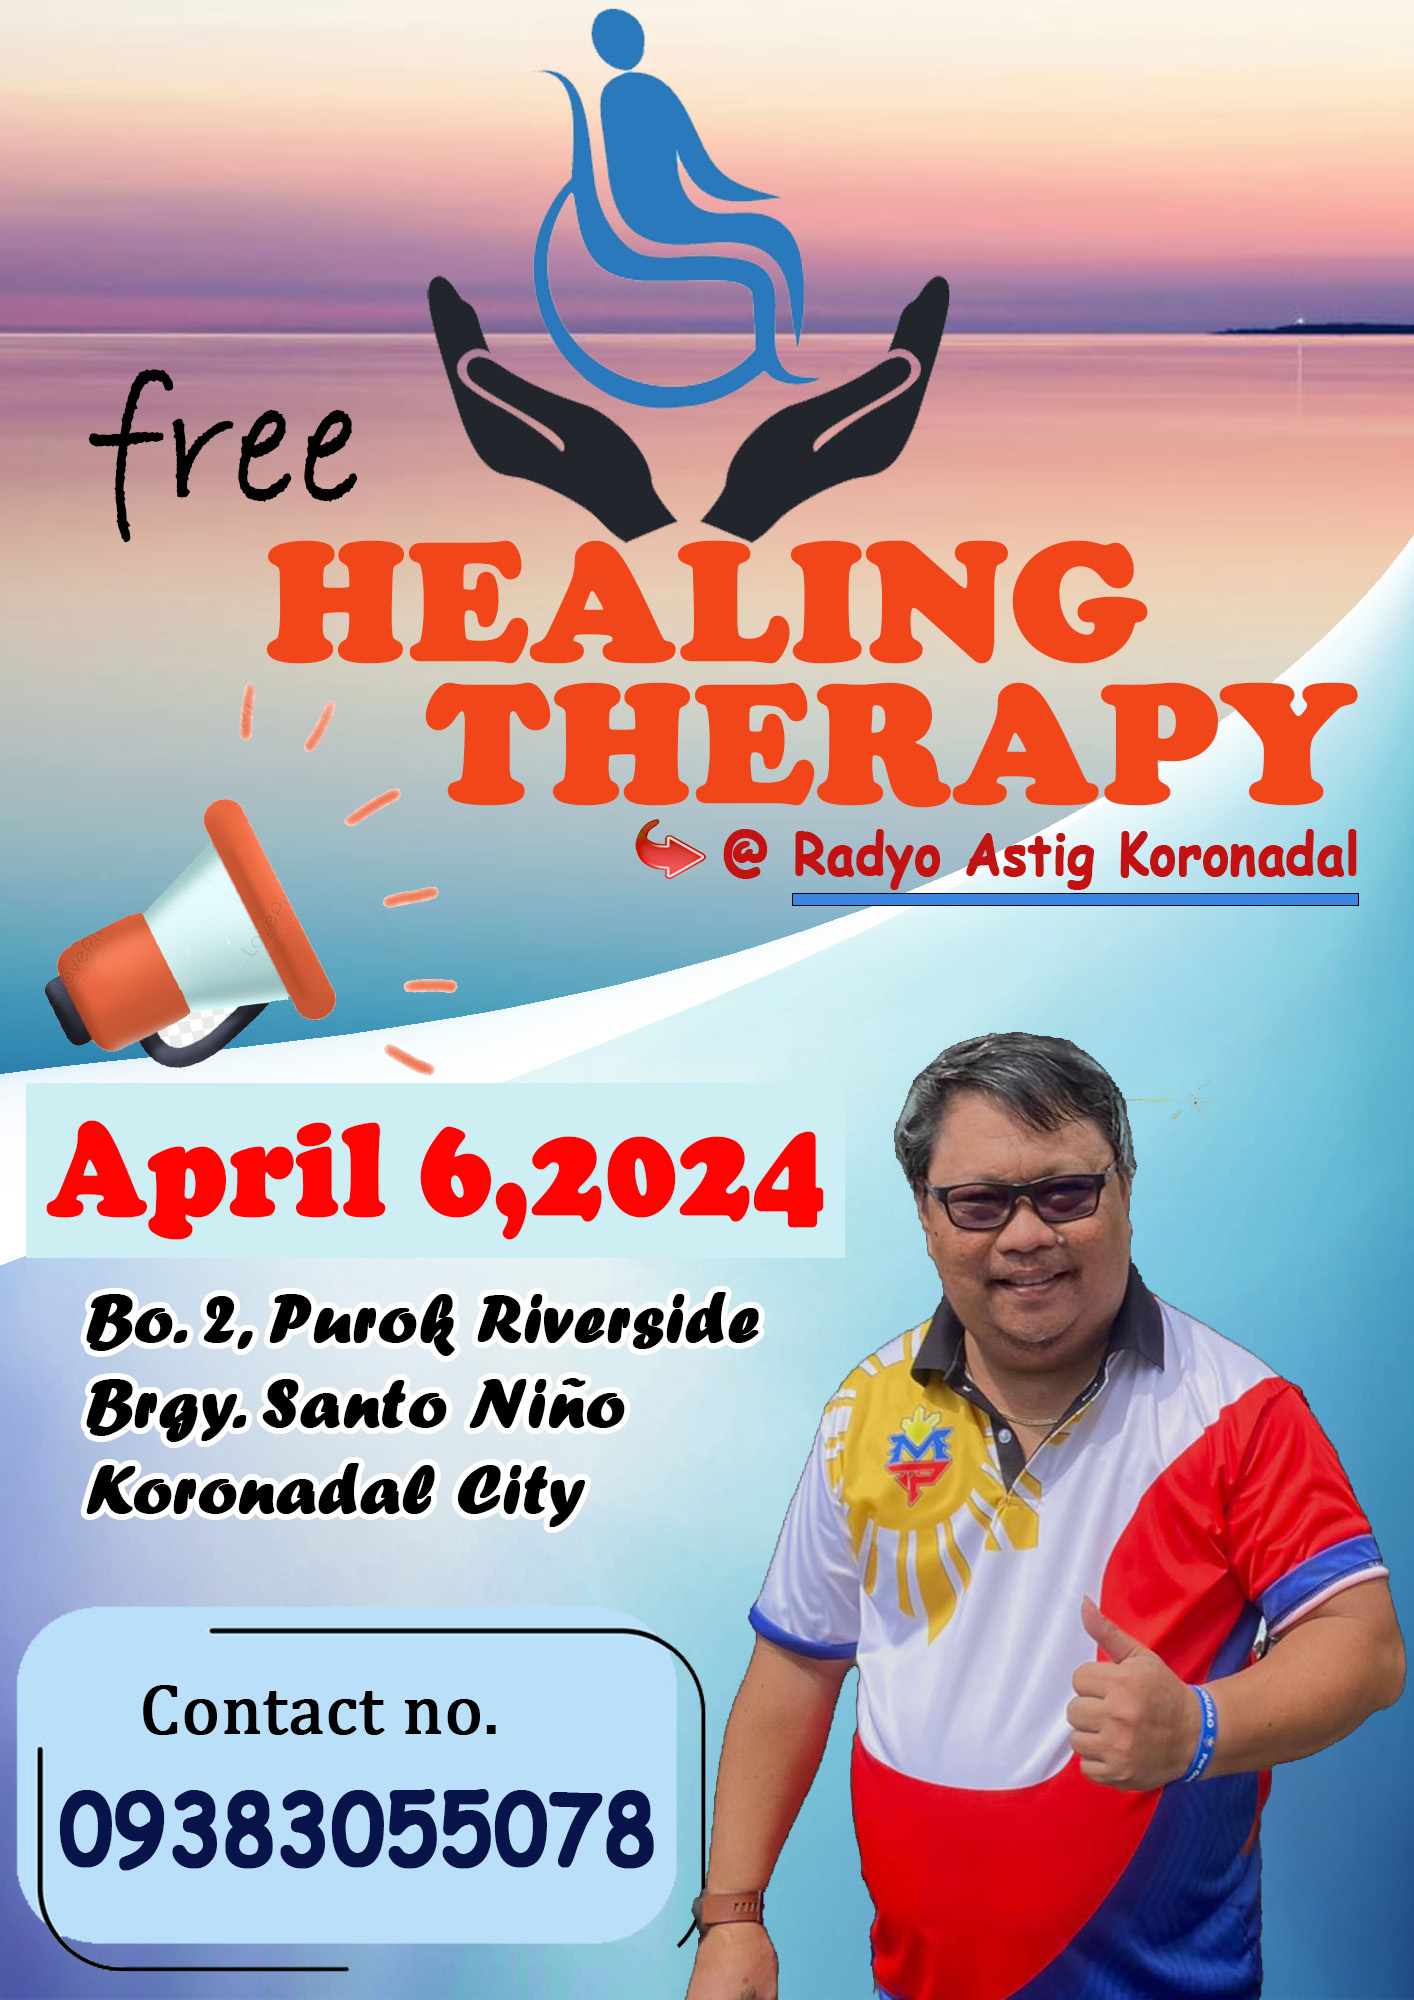 free
HEALING
THERAPY
@ Radyo Astig Koronadal
April 6,2024
Bo. 2, Purok Riverside
Brgy. Santo Niño
Koronadal City
Contact no.
09383055078
MP